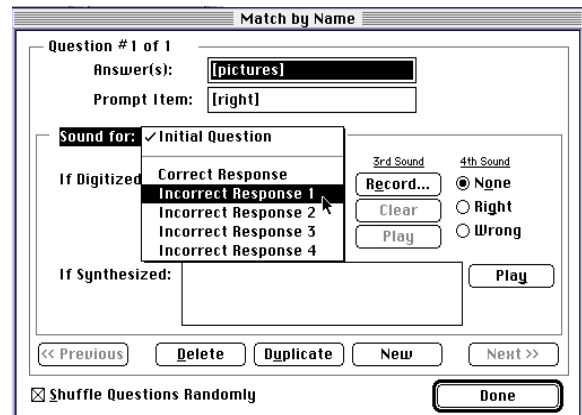 Match by Name
Question #1 of 1
Answer(s): [pictures]
Prompt Item: [right]
Sound for: ✓Initial Question
Correct Response
Incorrect Response 1
Incorrect Response 2
Incorrect Response 3
Incorrect Response 4
If Digitized
3rd Sound
4th Sound
Record...
None
Clear
Right
Play
Wrong
If Synthesized:
Play
<< Previous
Delete
Duplicate
New
Next >>
Shuffle Questions Randomly
Done